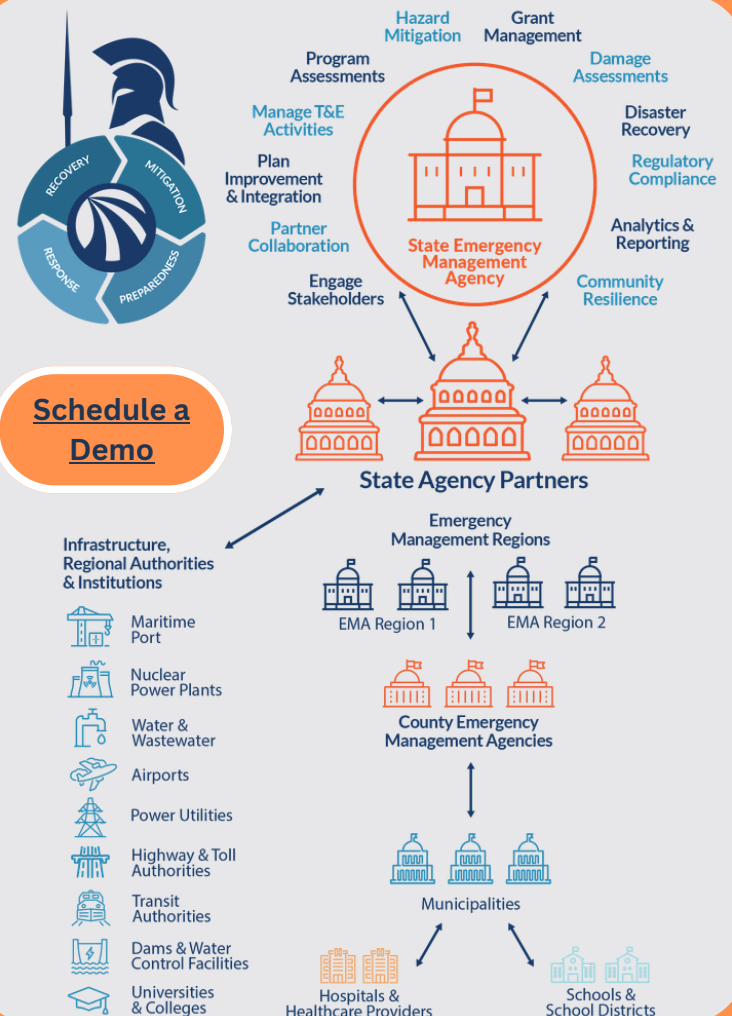 Hazard
Mitigation
Grant
Management
Program
Assessments
Damage
Assessments
Manage T&E
Activities
Disaster
Recovery
Plan
Improvement
& Integration
Regulatory
Compliance
Partner
Collaboration
Analytics &
Reporting
Engage
Stakeholders
Community
Resilience
State Emergency
Management
Agency
RECOVERY
MITIGATION
RESPONSE
PREPAREDNESS
Schedule a
Demo
State Agency Partners
Infrastructure,
Regional Authorities
& Institutions
Maritime
Port
Nuclear
Power Plants
Water &
Wastewater
Airports
Power Utilities
Highway & Toll
Authorities
Transit
Authorities
Dams & Water
Control Facilities
Universities
& Colleges
Emergency
Management Regions
EMA Region 1
EMA Region 2
County Emergency
Management Agencies
Municipalities
Hospitals &
Healthcare Providers
Schools &
School Districts